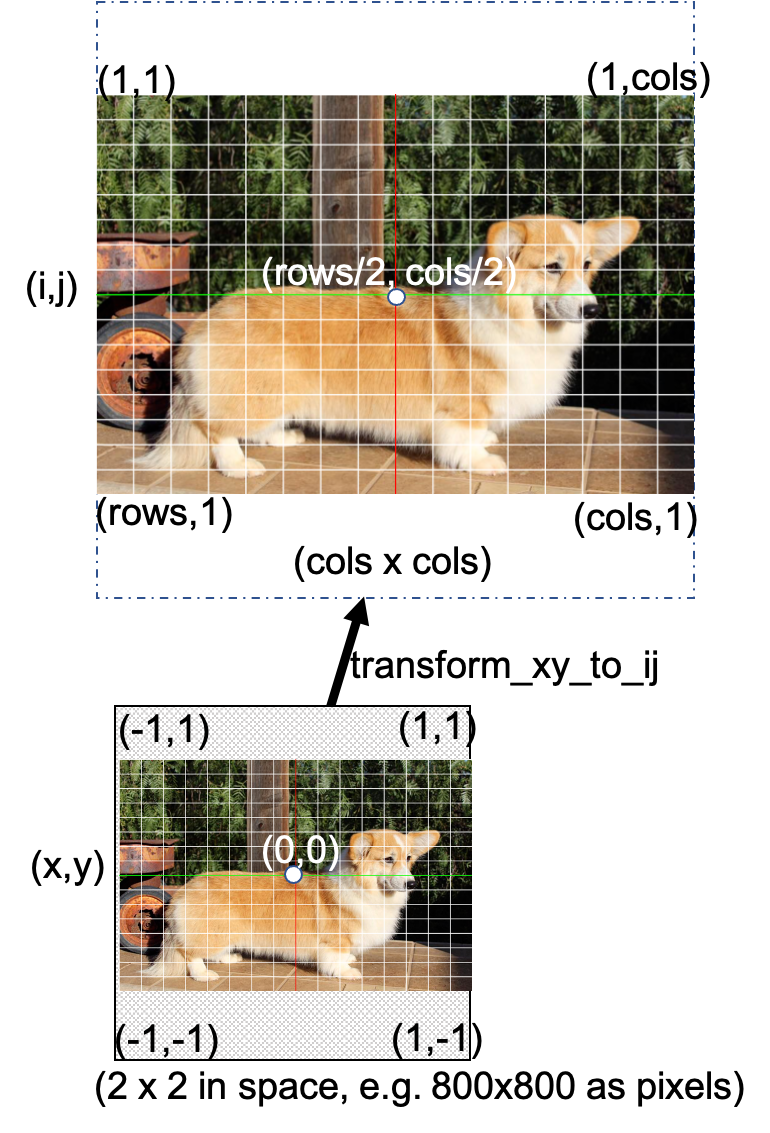 (1,1)
(1,cols)
(rows/2, cols/2)
(i,j)
(rows,1)
(cols,1)
(cols x cols)
transform_xy_to_ij
(-1,1)
(1,1)
(0,0)
(x,y)
(-1,-1)
(1,-1)
(2 x 2 in space, e.g. 800x800 as pixels)